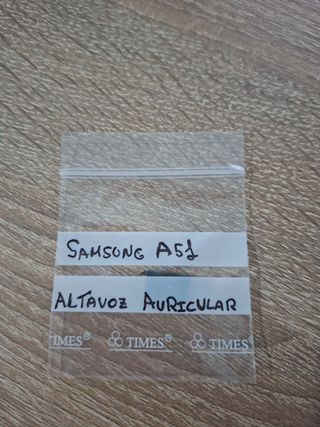 SAMSUNG A51
ALTAVOZ AURICULAR
TIMES® TIMES® TIMES